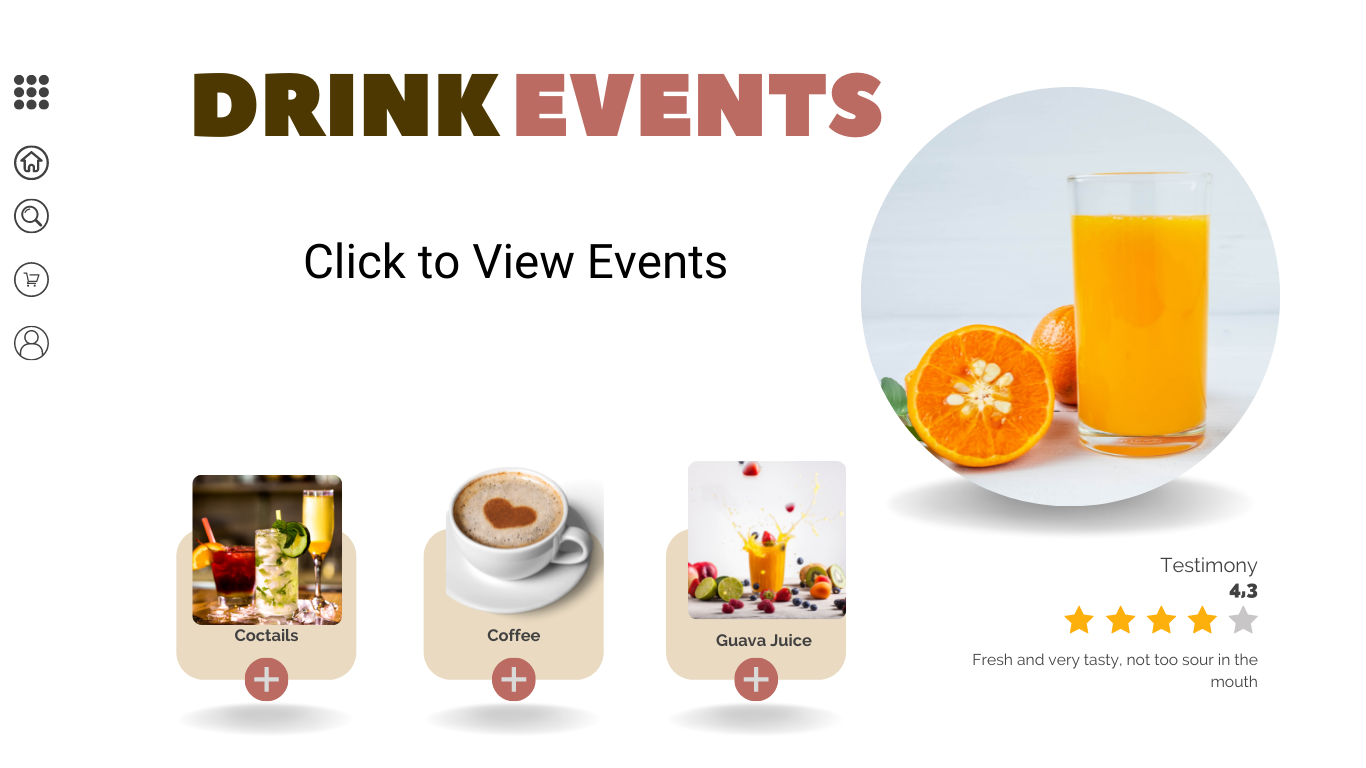 DRINK EVENTS
Click to View Events
Coctails
Coffee
Guava Juice
Testimony
4,3
Fresh and very tasty, not too sour in the
mouth